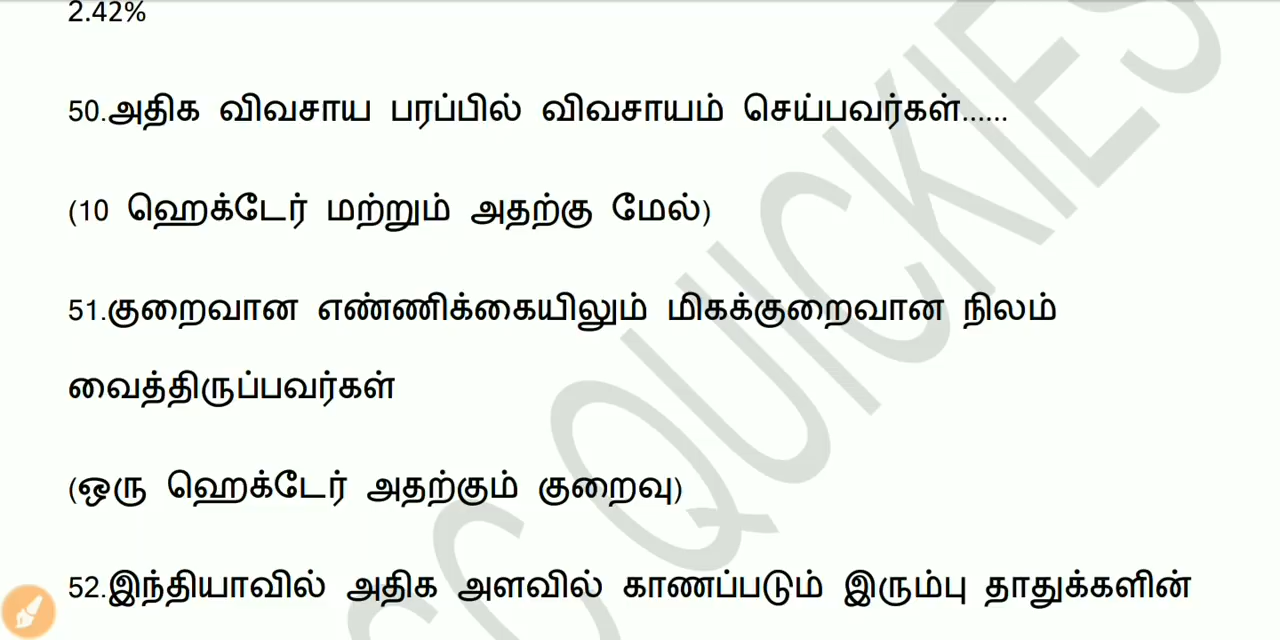 2.42%
50.அதிக விவசாய பரப்பில் விவசாயம் செய்பவர்கள்......
(10 ஹெக்டேர் மற்றும் அதற்கு மேல்)
51.குறைவான எண்ணிக்கையிலும் மிகக்குறைவான நிலம்
வைத்திருப்பவர்கள்
(ஒரு ஹெக்டேர் அதற்கும் குறைவு)
52.இந்தியாவில் அதிக அளவில் காணப்படும் இரும்பு தாதுக்களின்
C QUICKIES